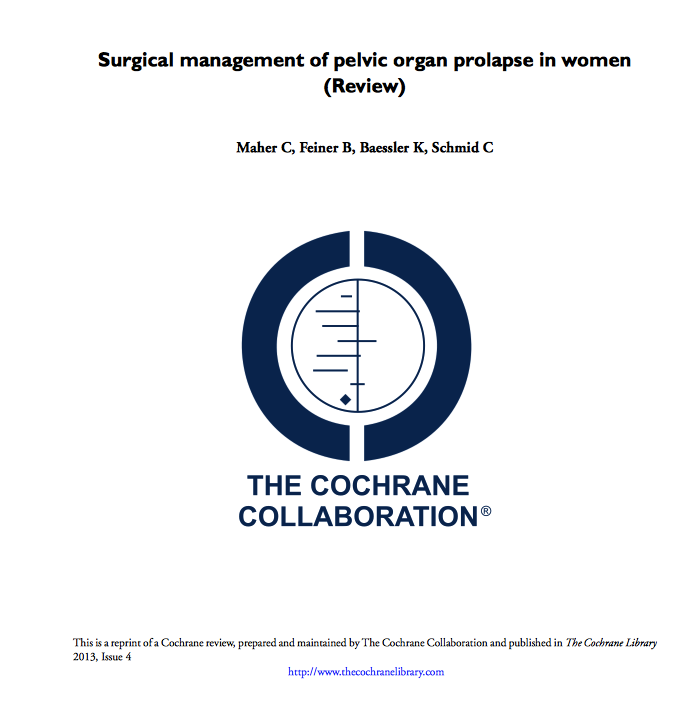 Surgical management of pelvic organ prolapse in women
(Review)
Maher C, Feiner B, Baessler K, Schmid C
THE COCHRANE
COLLABORATION®
This is a reprint of a Cochrane review, prepared and maintained by The Cochrane Collaboration and published in The Cochrane Library
2013, Issue 4
http://www.thecochranelibrary.com